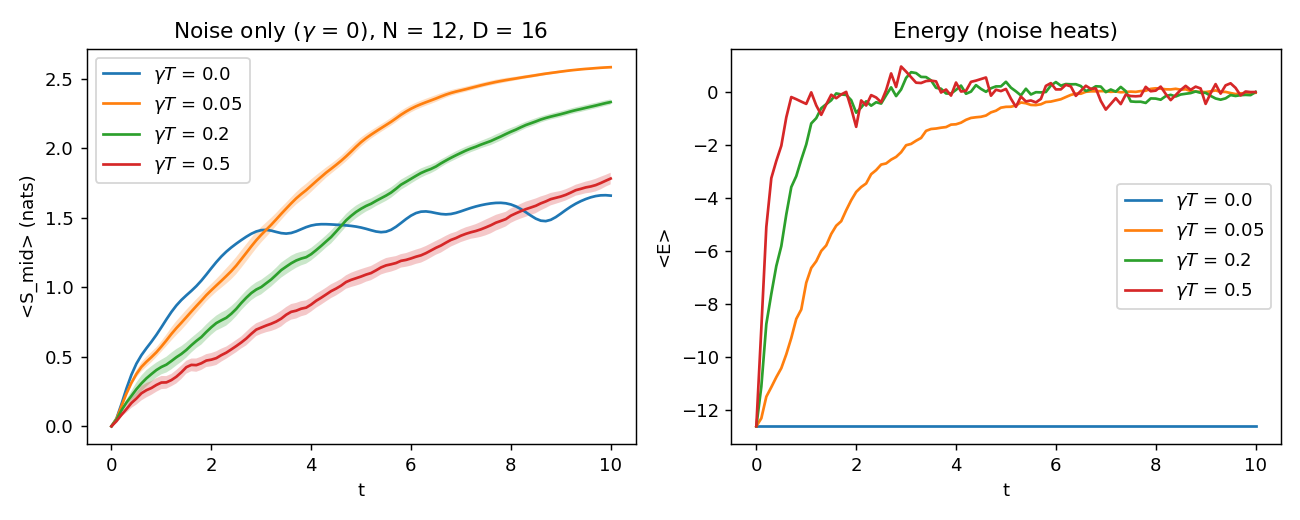 Noise only (γ = 0), N = 12, D = 16
<S_mid> (nats)
2.5
2.0
1.5
1.0
0.5
0.0
γT = 0.0
γT = 0.05
γT = 0.2
γT = 0.5
0 2 4 6 8 10
t
Energy (noise heats)
<E>
0
−2
−4
−6
−8
−10
−12
γT = 0.0
γT = 0.05
γT = 0.2
γT = 0.5
0 2 4 6 8 10
t